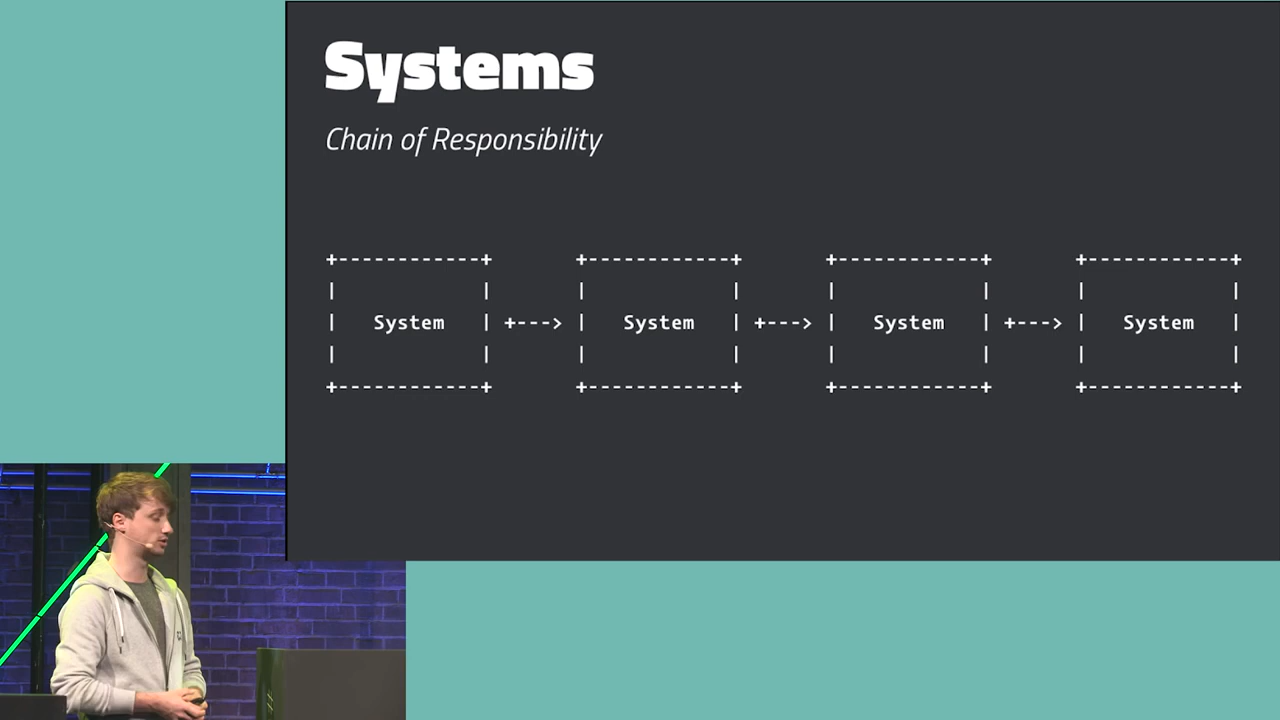 Systems
Chain of Responsibility
+------------+ +------------+ +------------+ +------------+
| | | | | | | |
| System | +---> | System | +---> | System | +---> | System |
| | | | | | | |
+------------+ +------------+ +------------+ +------------+